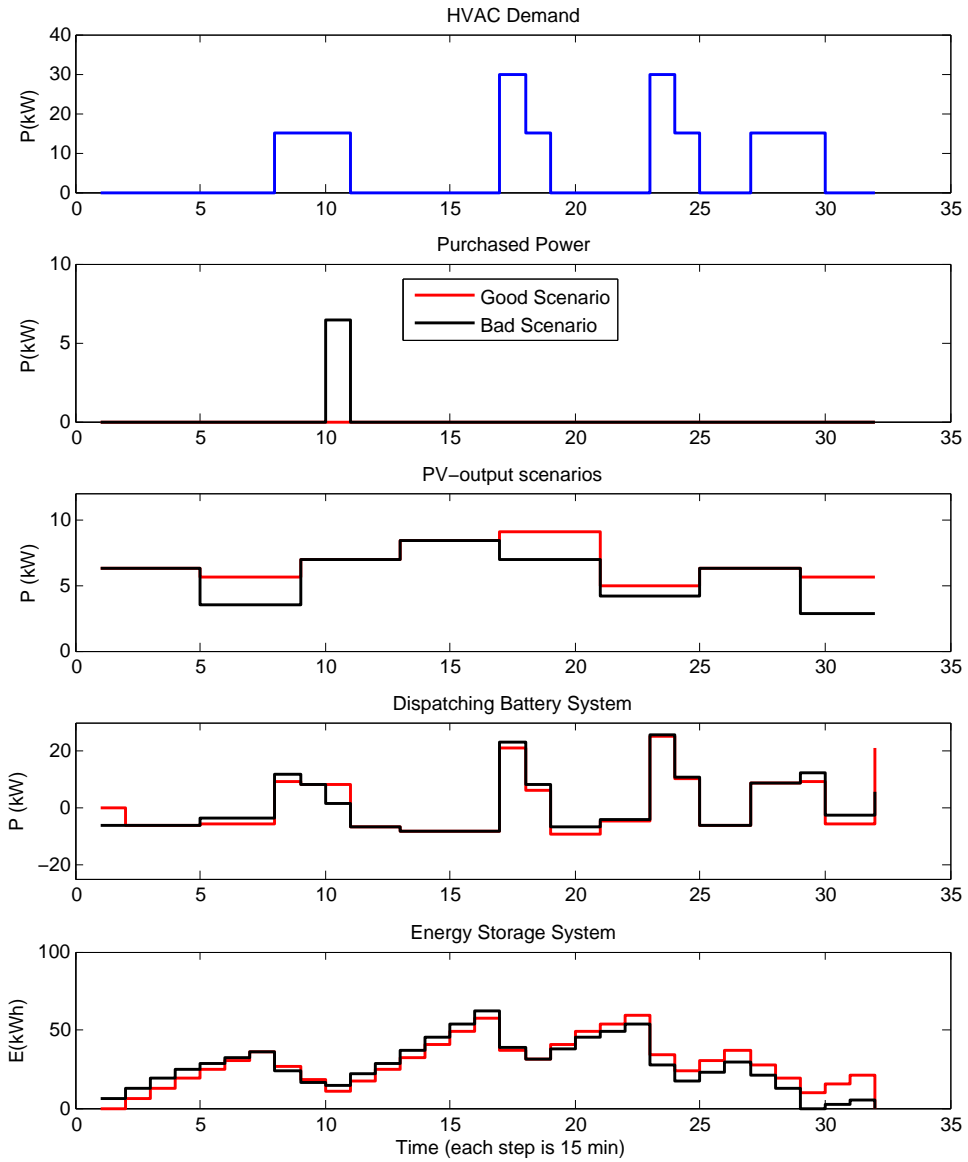 HVAC Demand
40
30
20
10
0
P(kW)
0 5 10 15 20 25 30 35
Purchased Power
10
5
0
P(kW)
Good Scenario
Bad Scenario
0 5 10 15 20 25 30 35
PV−output scenarios
10
5
0
P (kW)
0 5 10 15 20 25 30 35
Dispatching Battery System
20
0
−20
P (kW)
0 5 10 15 20 25 30 35
Energy Storage System
100
50
0
E(kWh)
0 5 10 15 20 25 30 35
Time (each step is 15 min)